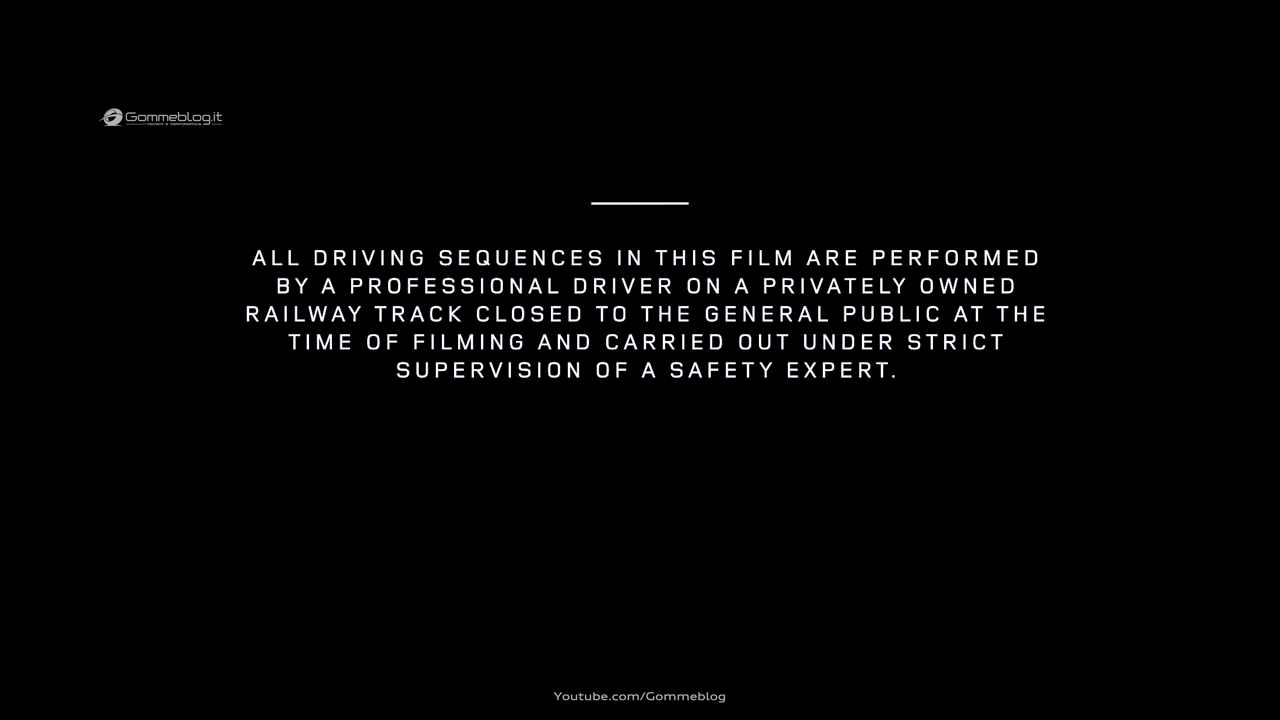 Gommeblog.it
TECNICA E PERFORMANCE
ALL DRIVING SEQUENCES IN THIS FILM ARE PERFORMED
BY A PROFESSIONAL DRIVER ON A PRIVATELY OWNED
RAILWAY TRACK CLOSED TO THE GENERAL PUBLIC AT THE
TIME OF FILMING AND CARRIED OUT UNDER STRICT
SUPERVISION OF A SAFETY EXPERT.
Youtube.com/Gommeblog